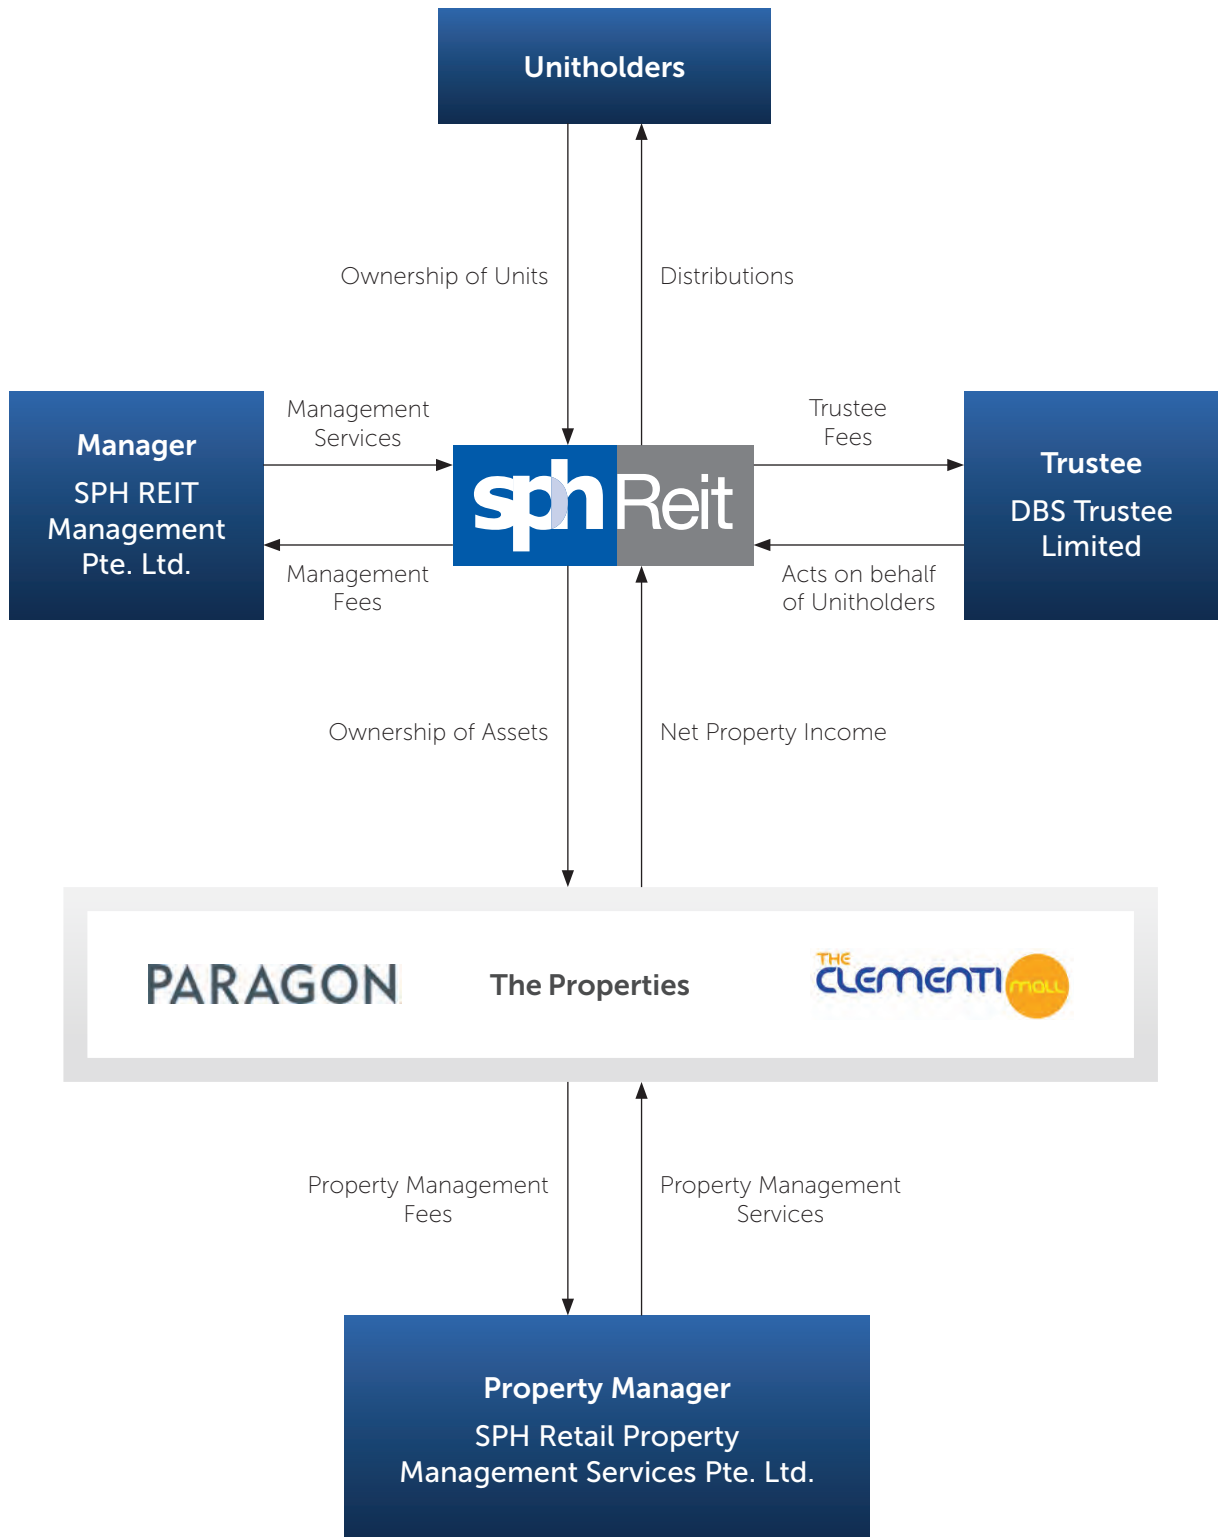 Unitholders
Ownership of Units
Distributions
Manager
SPH REIT
Management
Pte. Ltd.
Management
Services
Management
Fees
sph Reit
Trustee
Fees
Acts on behalf
of Unitholders
Trustee
DBS Trustee
Limited
Ownership of Assets
Net Property Income
PARAGON
The Properties
THE
CLEMENTI mall
Property Management
Fees
Property Management
Services
Property Manager
SPH Retail Property
Management Services Pte. Ltd.